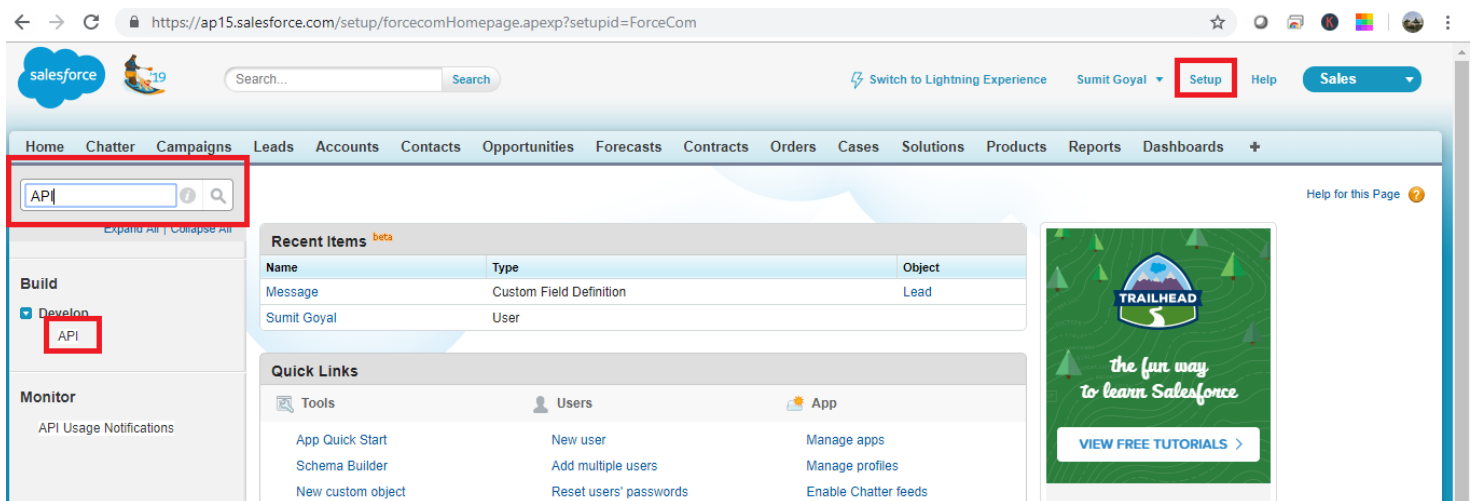 https://ap15.salesforce.com/setup/forcecomHomepage.apexp?setupid=ForceCom
K
salesforce
'19
Search...
Search
Switch to Lightning Experience
Sumit Goyal
Setup
Help
Sales
Home Chatter Campaigns Leads Accounts Contacts Opportunities Forecasts Contracts Orders Cases Solutions Products Reports Dashboards +
API
Help for this Page
Expand All | Collapse All
Build
Develop
API
Monitor
API Usage Notifications
Recent Items beta
Name Type Object
Message Custom Field Definition Lead
Sumit Goyal User
Quick Links
Tools Users App
App Quick Start New user Manage apps
Schema Builder Add multiple users Manage profiles
New custom object Reset users' passwords Enable Chatter feeds
TRAILHEAD
the fun way
to learn Salesforce
VIEW FREE TUTORIALS >